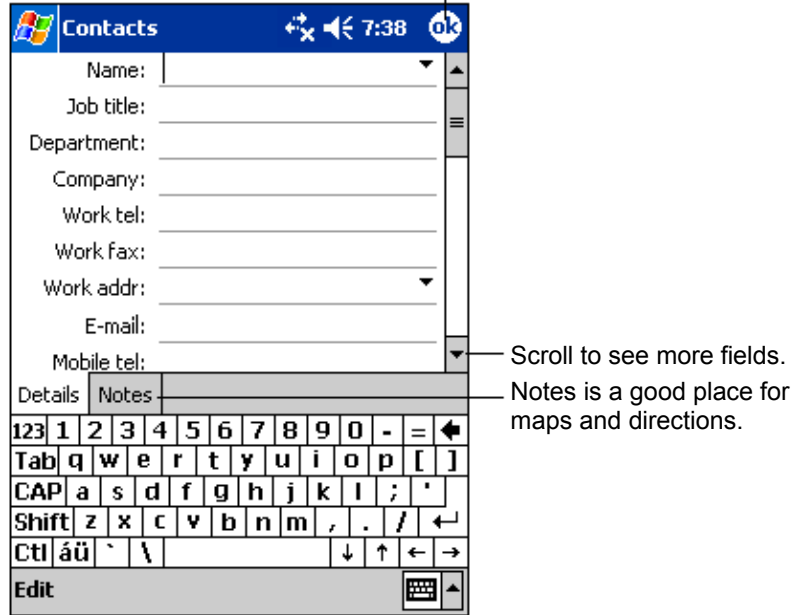 Contacts 7:38 ok
Name:
Job title:
Department:
Company:
Work tel:
Work fax:
Work addr:
E-mail:
Mobile tel:
Scroll to see more fields.
Details Notes
Notes is a good place for
maps and directions.
123 1 2 3 4 5 6 7 8 9 0 - =
Tab q w e r t y u i o p [ ]
CAP a s d f g h j k l ; '
Shift z x c v b n m , . /
Ctl áü ` \ ↓ ↑ ← →
Edit